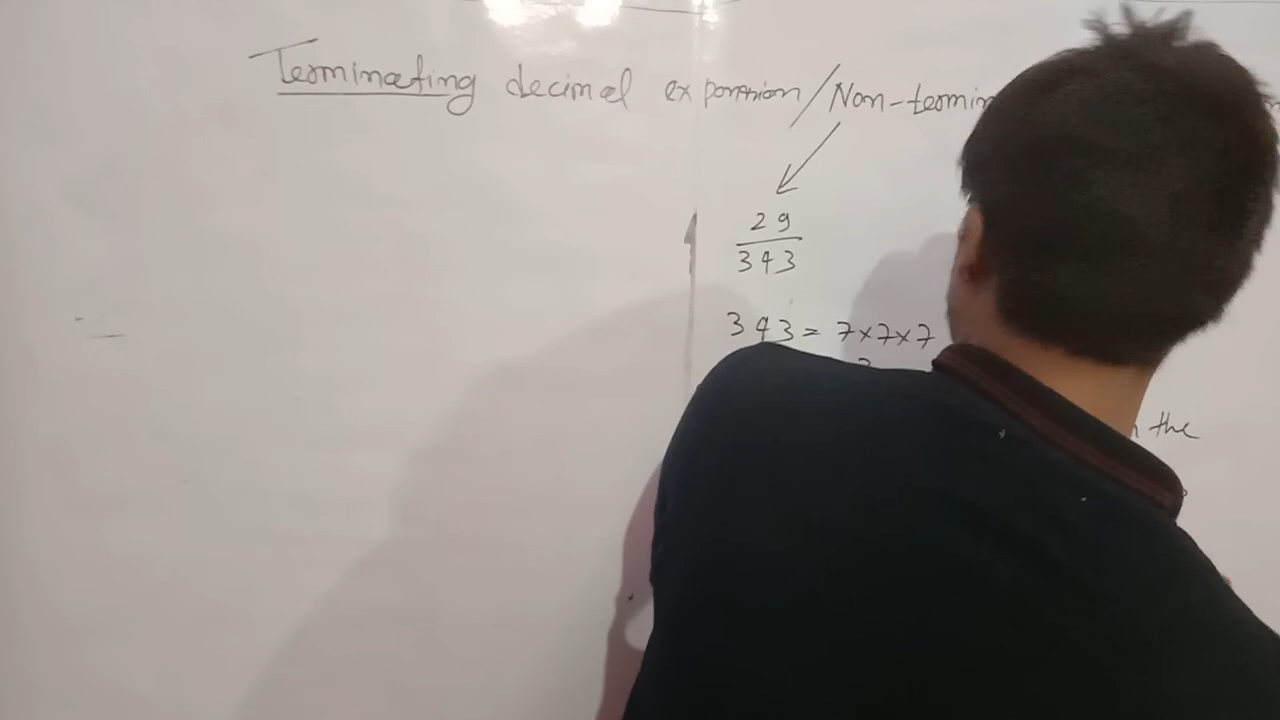 Terminating decimal expansion / Non-termin
29
343
343 = 7×7×7
the